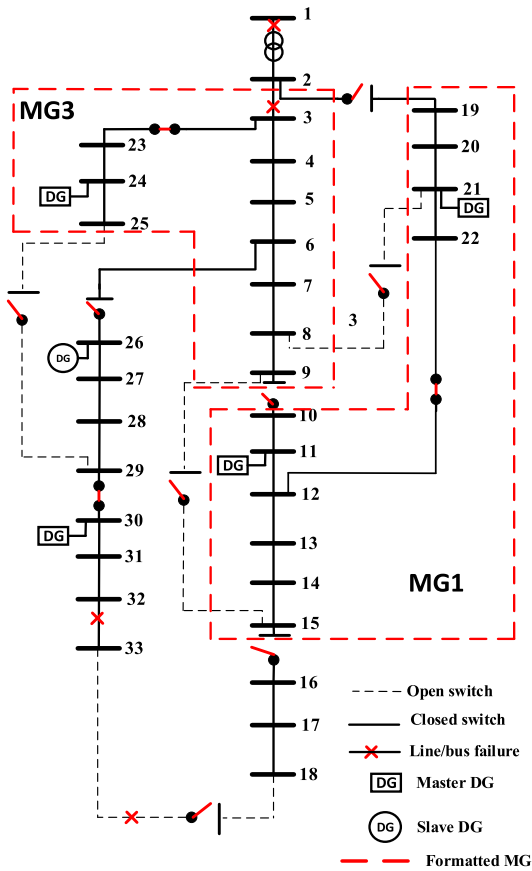 1
2
MG3
19
3
23
20
4
24
21
DG
5
DG
25
22
6
7
8
3
26
DG
9
27
10
28
11
DG
29
12
30
DG
13
31
14
MG1
32
15
33
16
Open switch
17
Closed switch
Line/bus failure
18
DG Master DG
DG Slave DG
Formatted MG